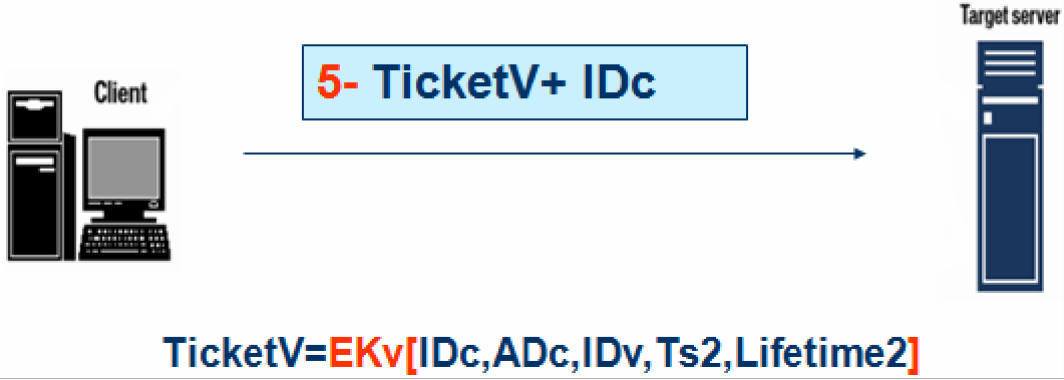 Target server
Client
5- TicketV+ IDc
TicketV=EKv[IDc,ADc,IDv,Ts2,Lifetime2]